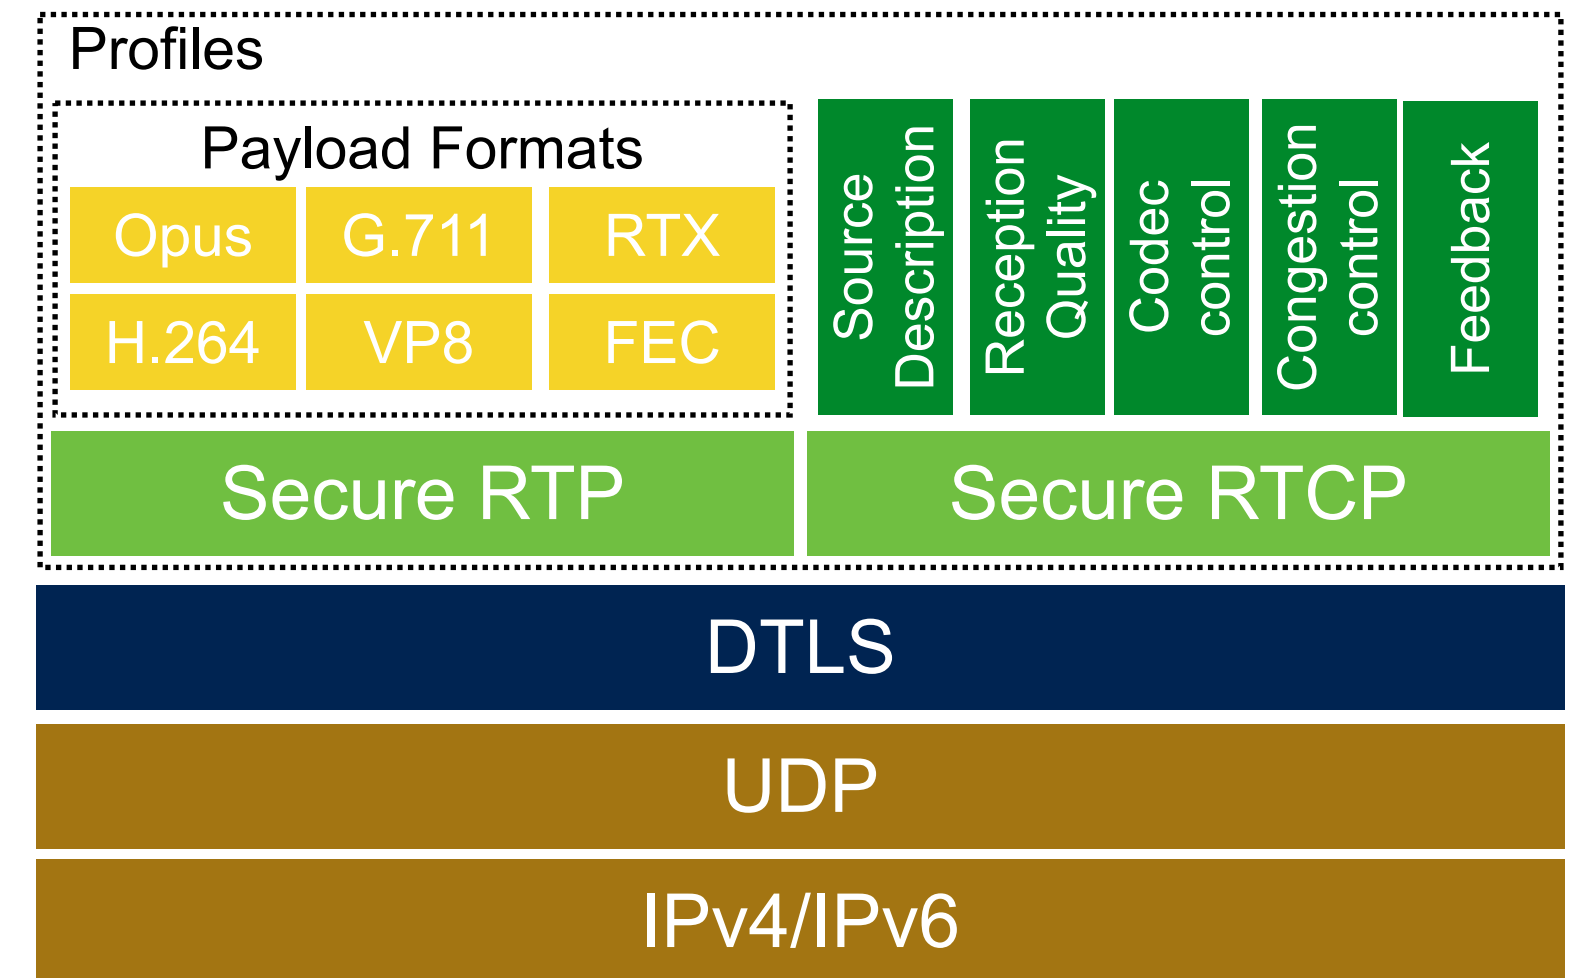 Profiles
Payload Formats
Opus
G.711
RTX
H.264
VP8
FEC
Source
Description
Reception
Quality
Codec
control
Congestion
control
Feedback
Secure RTP
Secure RTCP
DTLS
UDP
IPv4/IPv6